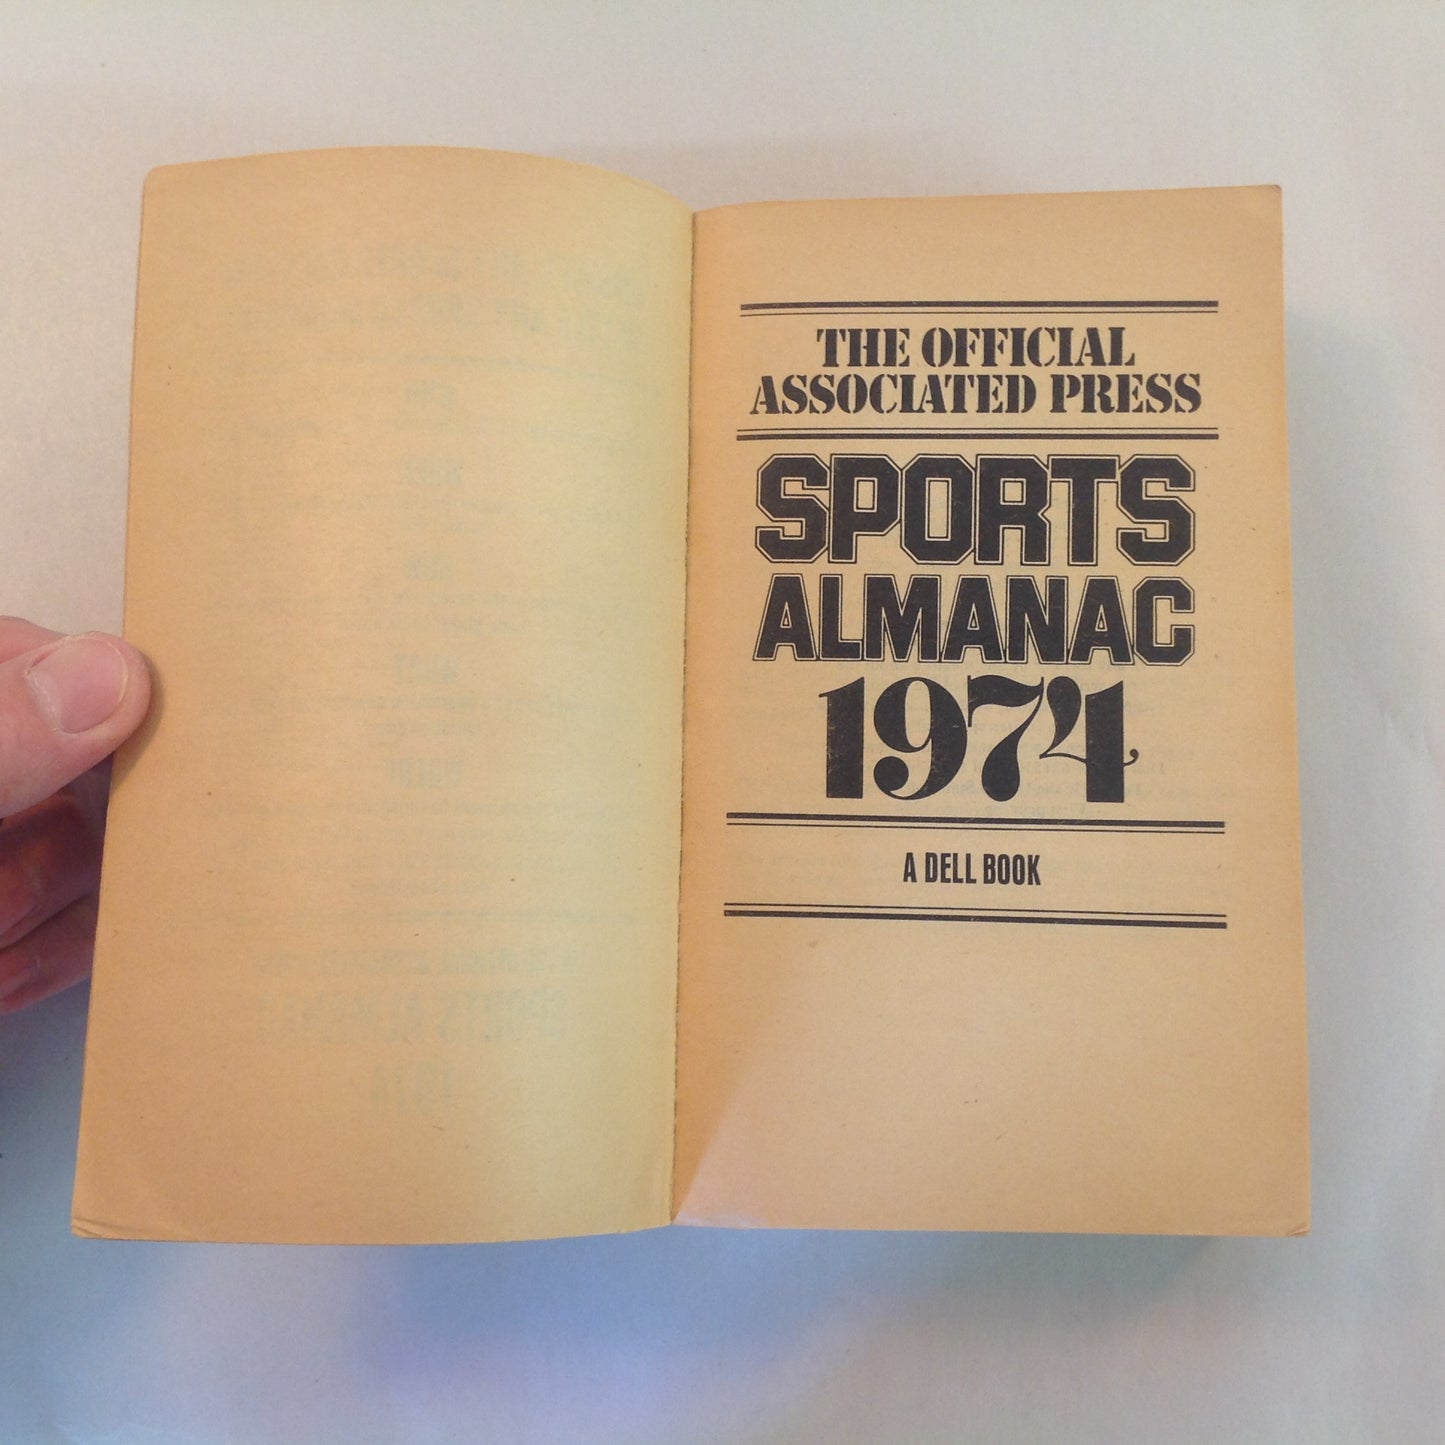 THE OFFICIAL
ASSOCIATED PRESS
SPORTS
ALMANAC
1974
A DELL BOOK